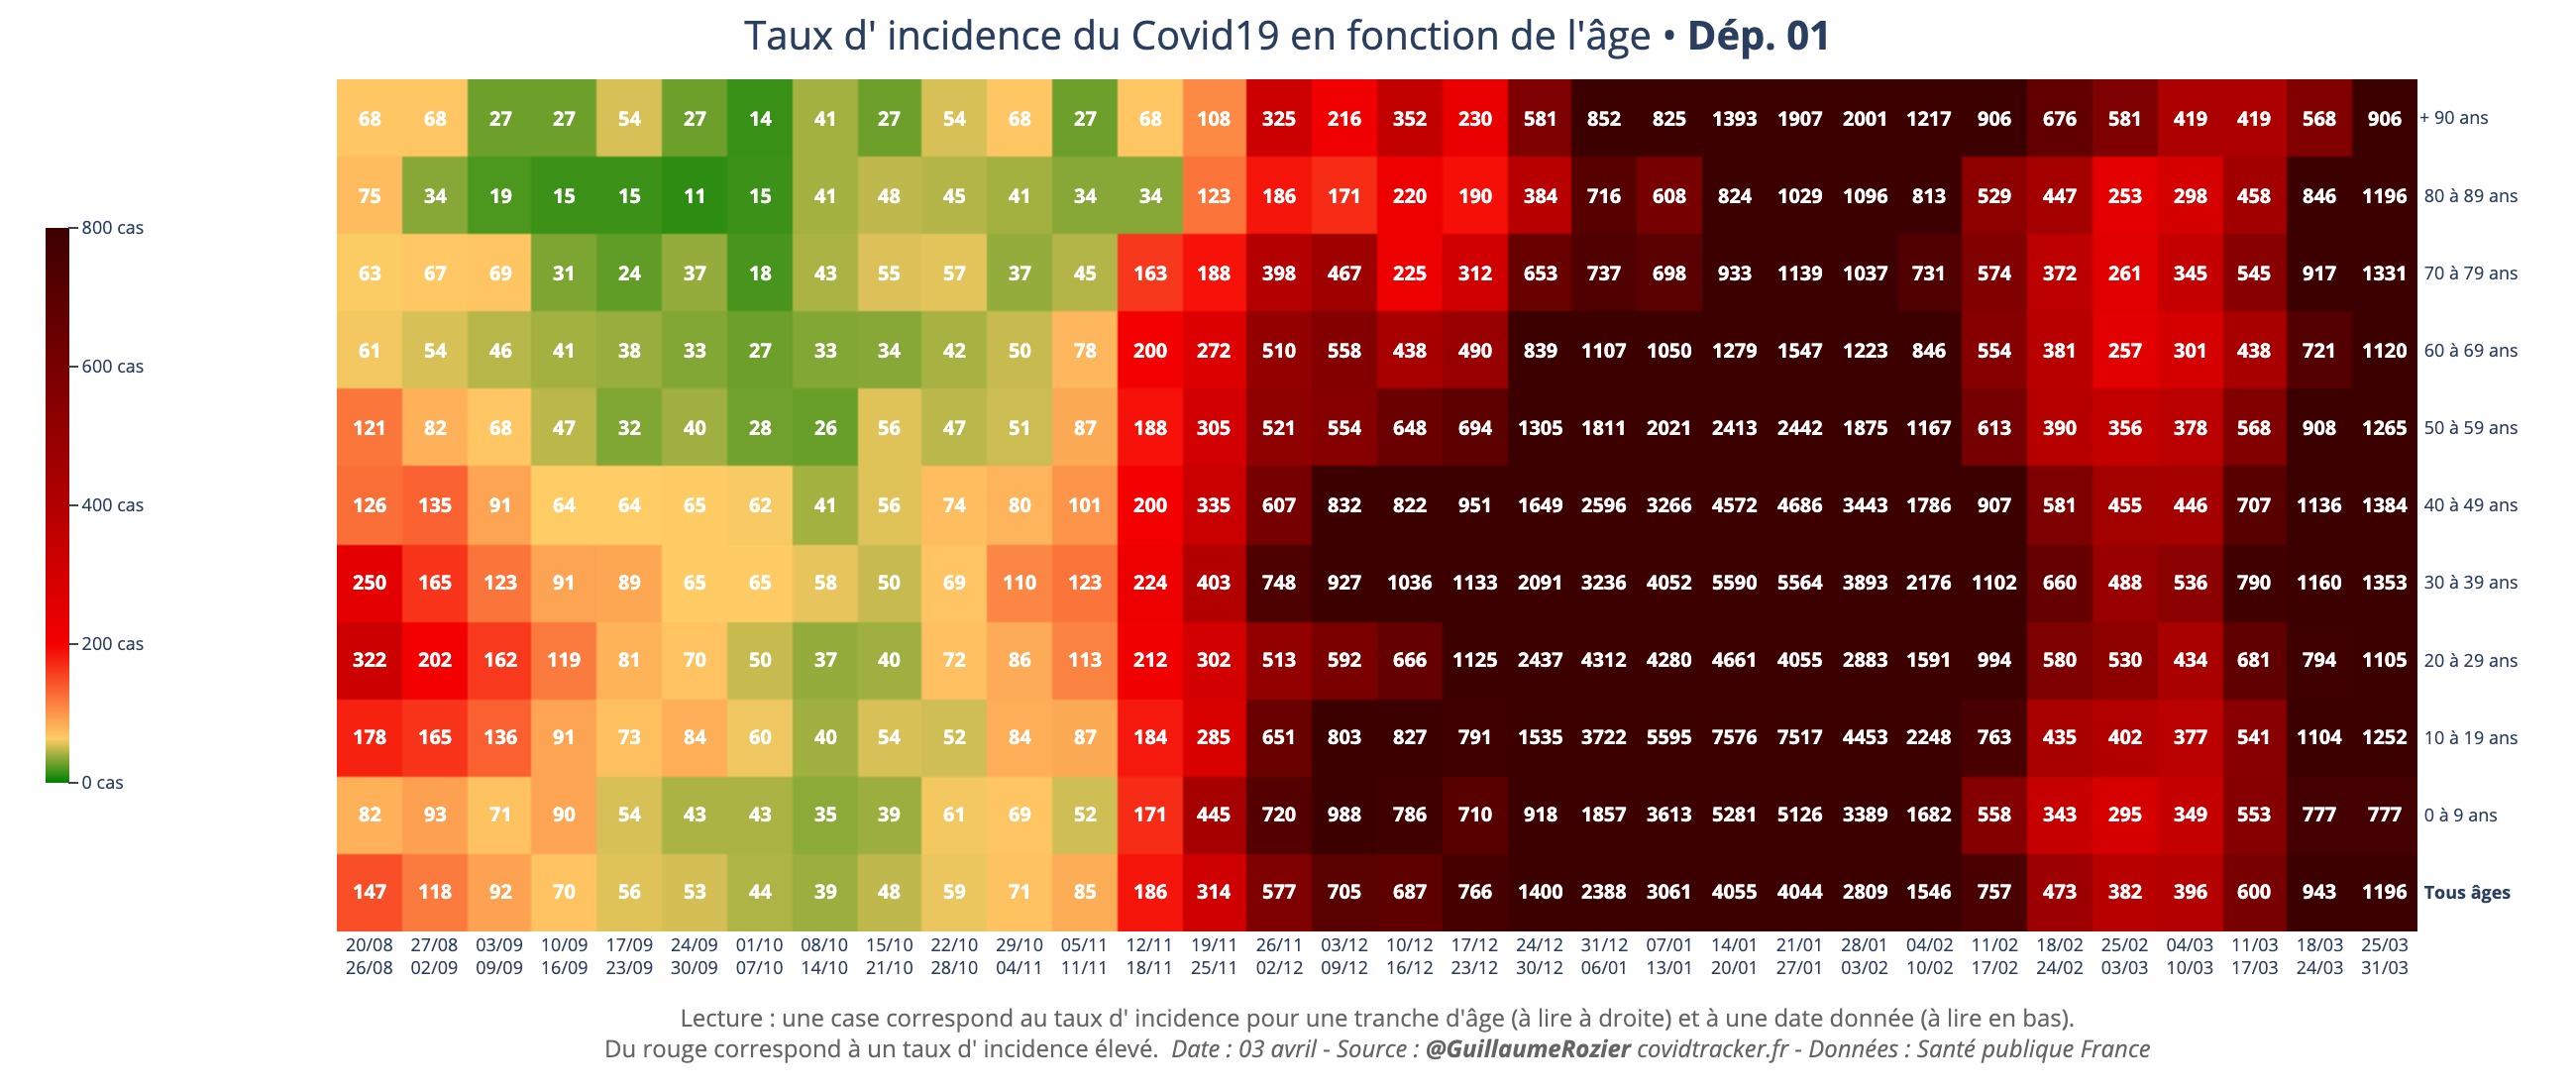 Taux d' incidence du Covid19 en fonction de l'âge • Dép. 01
800 cas
600 cas
400 cas
200 cas
0 cas
68 68 27 27 54 27 14 41 27 54 68 27 68 108 325 216 352 230 581 852 825 1393 1907 2001 1217 906 676 581 419 419 568 906 + 90 ans
75 34 19 15 15 11 15 41 48 45 41 34 34 123 186 171 220 190 384 716 608 824 1029 1096 813 529 447 253 298 458 846 1196 80 à 89 ans
63 67 69 31 24 37 18 43 55 57 37 45 163 188 398 467 225 312 653 737 698 933 1139 1037 731 574 372 261 345 545 917 1331 70 à 79 ans
61 54 46 41 38 33 27 33 34 42 50 78 200 272 510 558 438 490 839 1107 1050 1279 1547 1223 846 554 381 257 301 438 721 1120 60 à 69 ans
121 82 68 47 32 40 28 26 56 47 51 87 188 305 521 554 648 694 1305 1811 2021 2413 2442 1875 1167 613 390 356 378 568 908 1265 50 à 59 ans
126 135 91 64 64 65 62 41 56 74 80 101 200 335 607 832 822 951 1649 2596 3266 4572 4686 3443 1786 907 581 455 446 707 1136 1384 40 à 49 ans
250 165 123 91 89 65 65 58 50 69 110 123 224 403 748 927 1036 1133 2091 3236 4052 5590 5564 3893 2176 1102 660 488 536 790 1160 1353 30 à 39 ans
322 202 162 119 81 70 50 37 40 72 86 113 212 302 513 592 666 1125 2437 4312 4280 4661 4055 2883 1591 994 580 530 434 681 794 1105 20 à 29 ans
178 165 136 91 73 84 60 40 54 52 84 87 184 285 651 803 827 791 1535 3722 5595 7576 7517 4453 2248 763 435 402 377 541 1104 1252 10 à 19 ans
82 93 71 90 54 43 43 35 39 61 69 52 171 445 720 988 786 710 918 1857 3613 5281 5126 3389 1682 558 343 295 349 553 777 777 0 à 9 ans
147 118 92 70 56 53 44 39 48 59 71 85 186 314 577 705 687 766 1400 2388 3061 4055 4044 2809 1546 757 473 382 396 600 943 1196 Tous âges
20/08 27/08 03/09 10/09 17/09 24/09 01/10 08/10 15/10 22/10 29/10 05/11 12/11 19/11 26/11 03/12 10/12 17/12 24/12 31/12 07/01 14/01 21/01 28/01 04/02 11/02 18/02 25/02 04/03 11/03 18/03 25/03
26/08 02/09 09/09 16/09 23/09 30/09 07/10 14/10 21/10 28/10 04/11 11/11 18/11 25/11 02/12 09/12 16/12 23/12 30/12 06/01 13/01 20/01 27/01 03/02 10/02 17/02 24/02 03/03 10/03 17/03 24/03 31/03
Lecture : une case correspond au taux d' incidence pour une tranche d'âge (à lire à droite) et à une date donnée (à lire en bas).
Du rouge correspond à un taux d' incidence élevé. Date : 03 avril - Source : @GuillaumeRozier covidtracker.fr - Données : Santé publique France